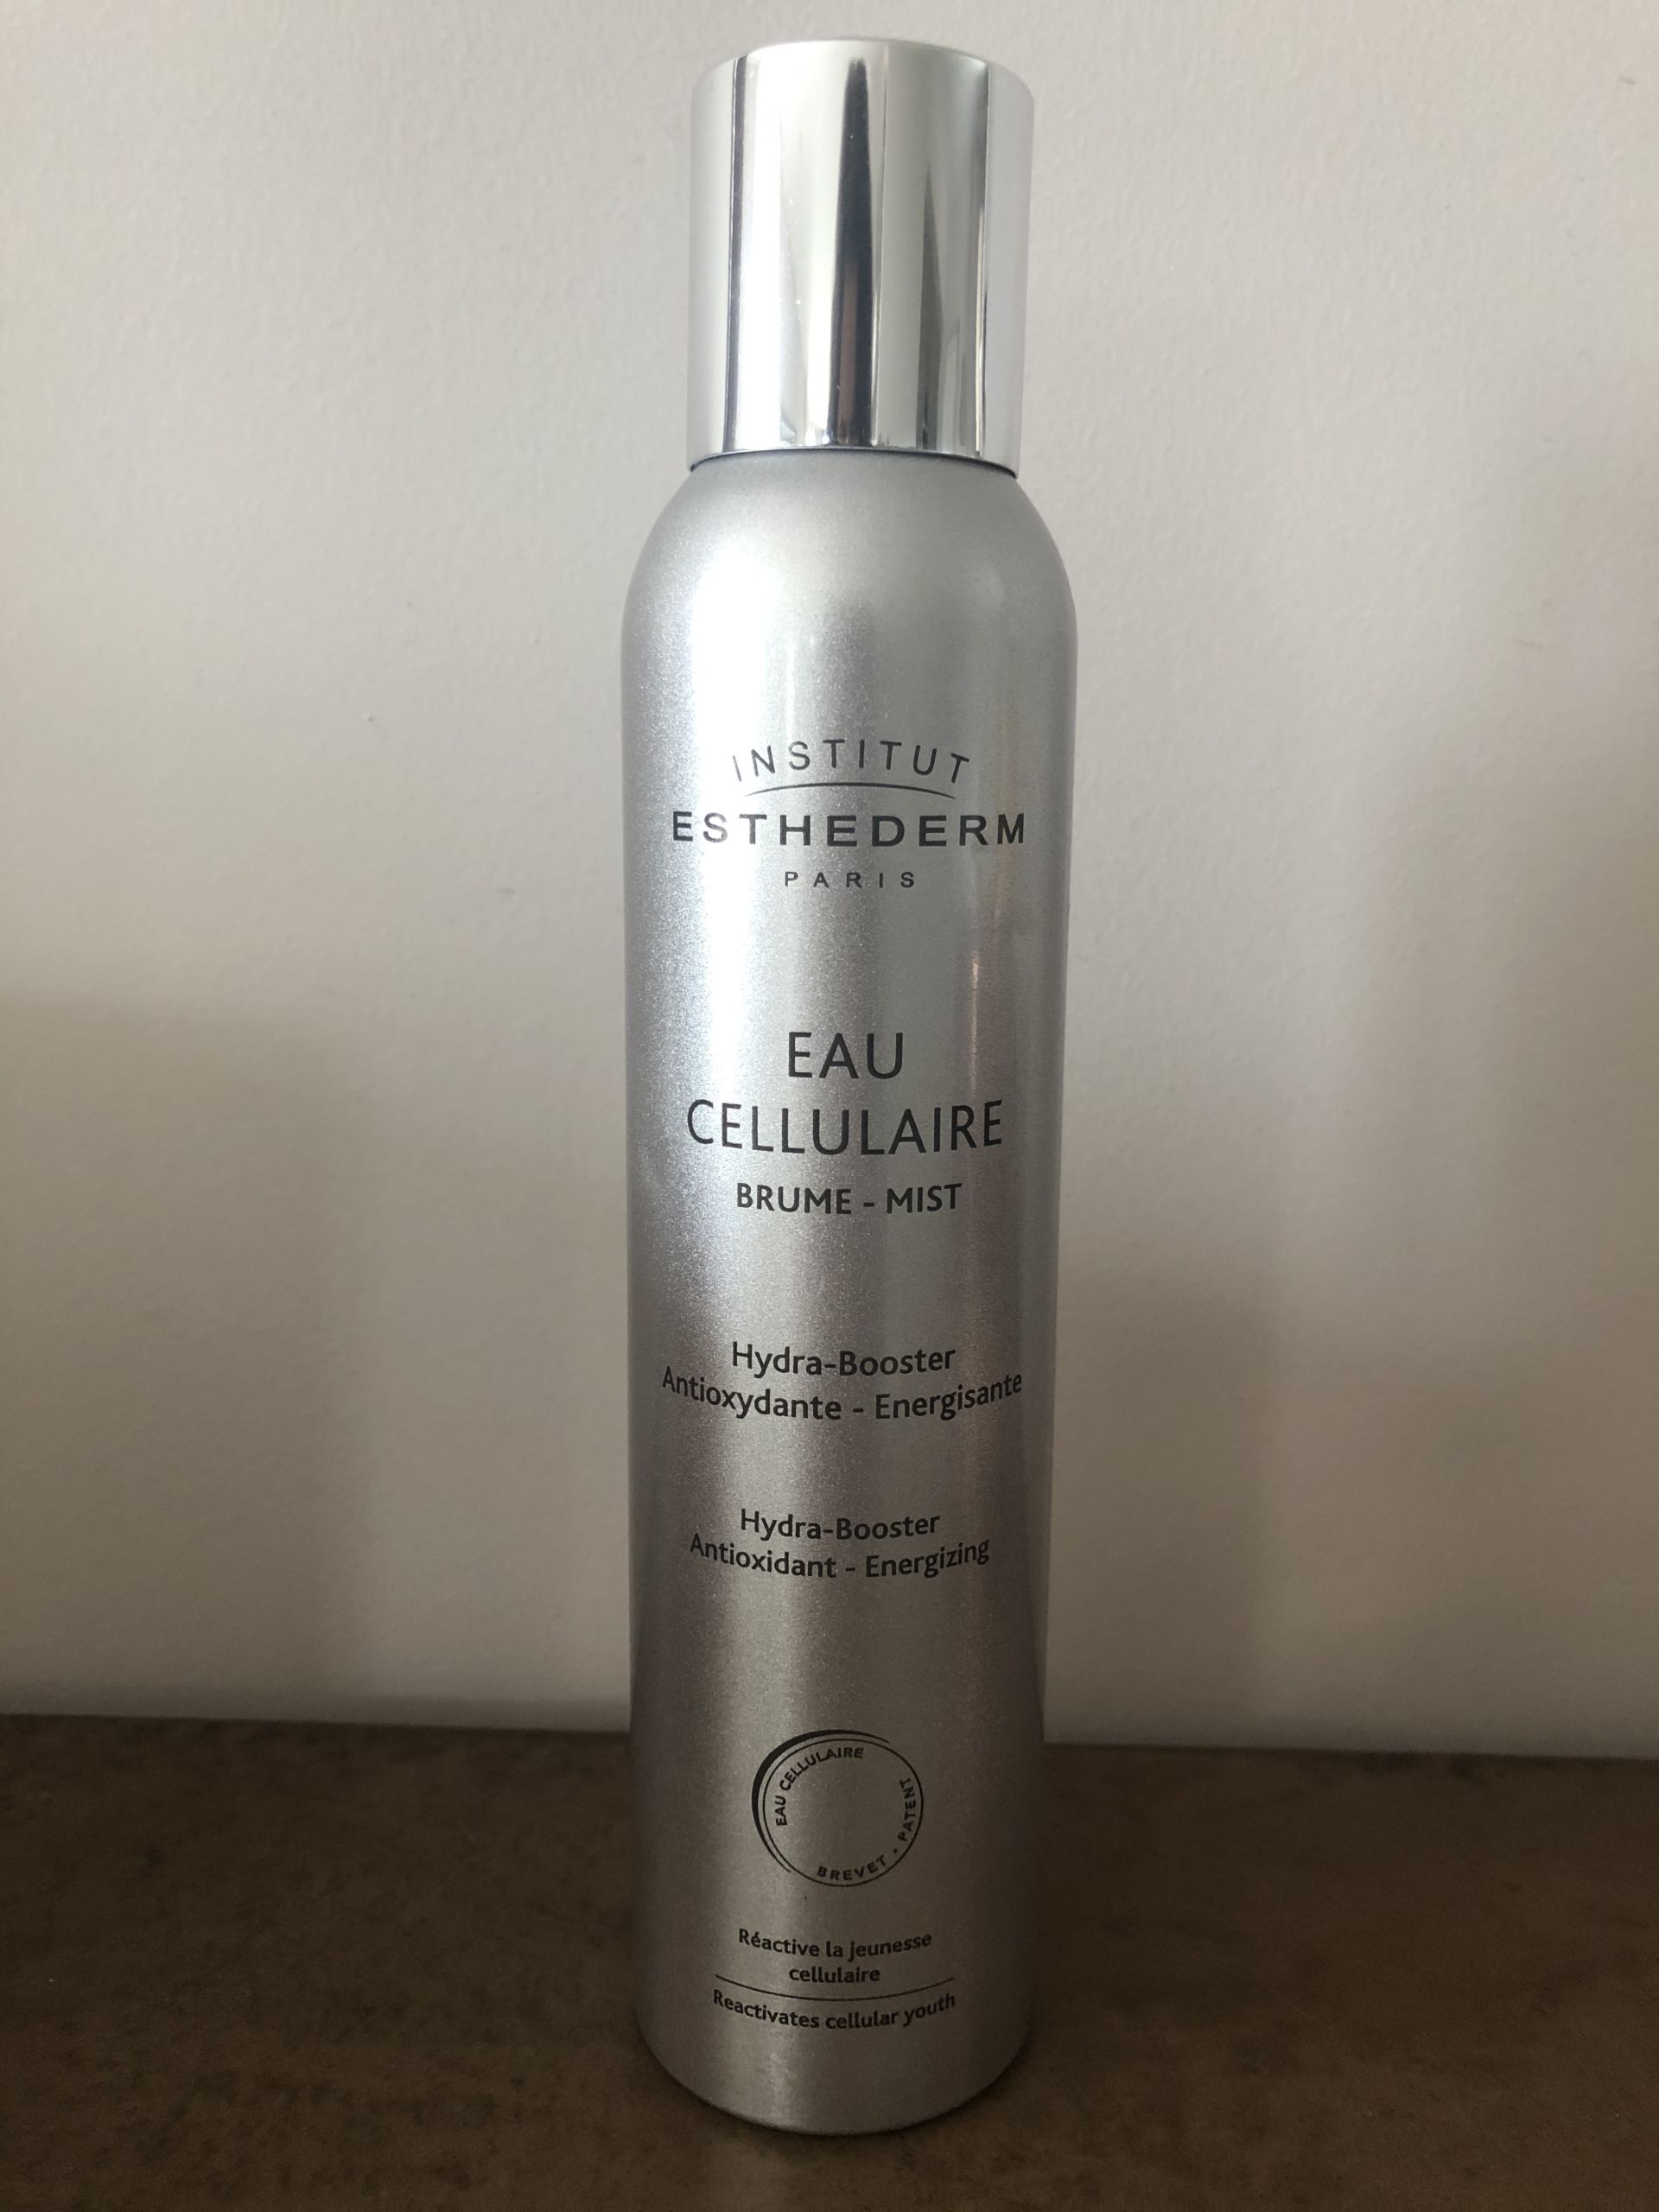 INSTITUT
ESTHEDERM
PARIS
EAU
CELLULAIRE
BRUME - MIST
Hydra-Booster
Antioxydante - Energisante
Hydra-Booster
Antioxidant - Energizing
EAU CELLULAIRE
BREVET - PATENT
Réactive la jeunesse
cellulaire
Reactivates cellular youth